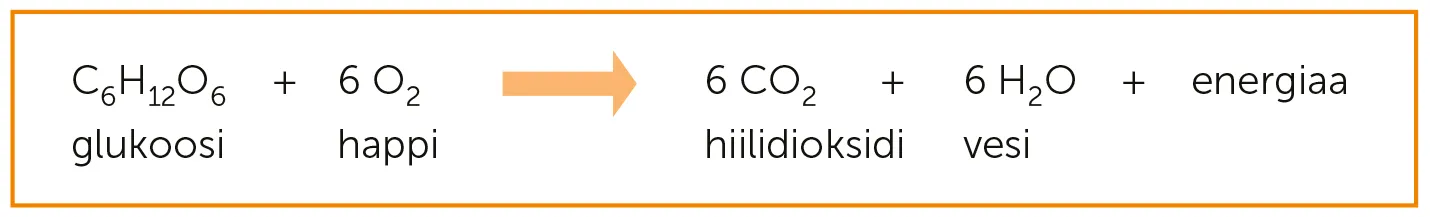 C₆H₁₂O₆ + 6 O₂ → 6 CO₂ + 6 H₂O + energiaa
glukoosi happi hiilidioksidi vesi